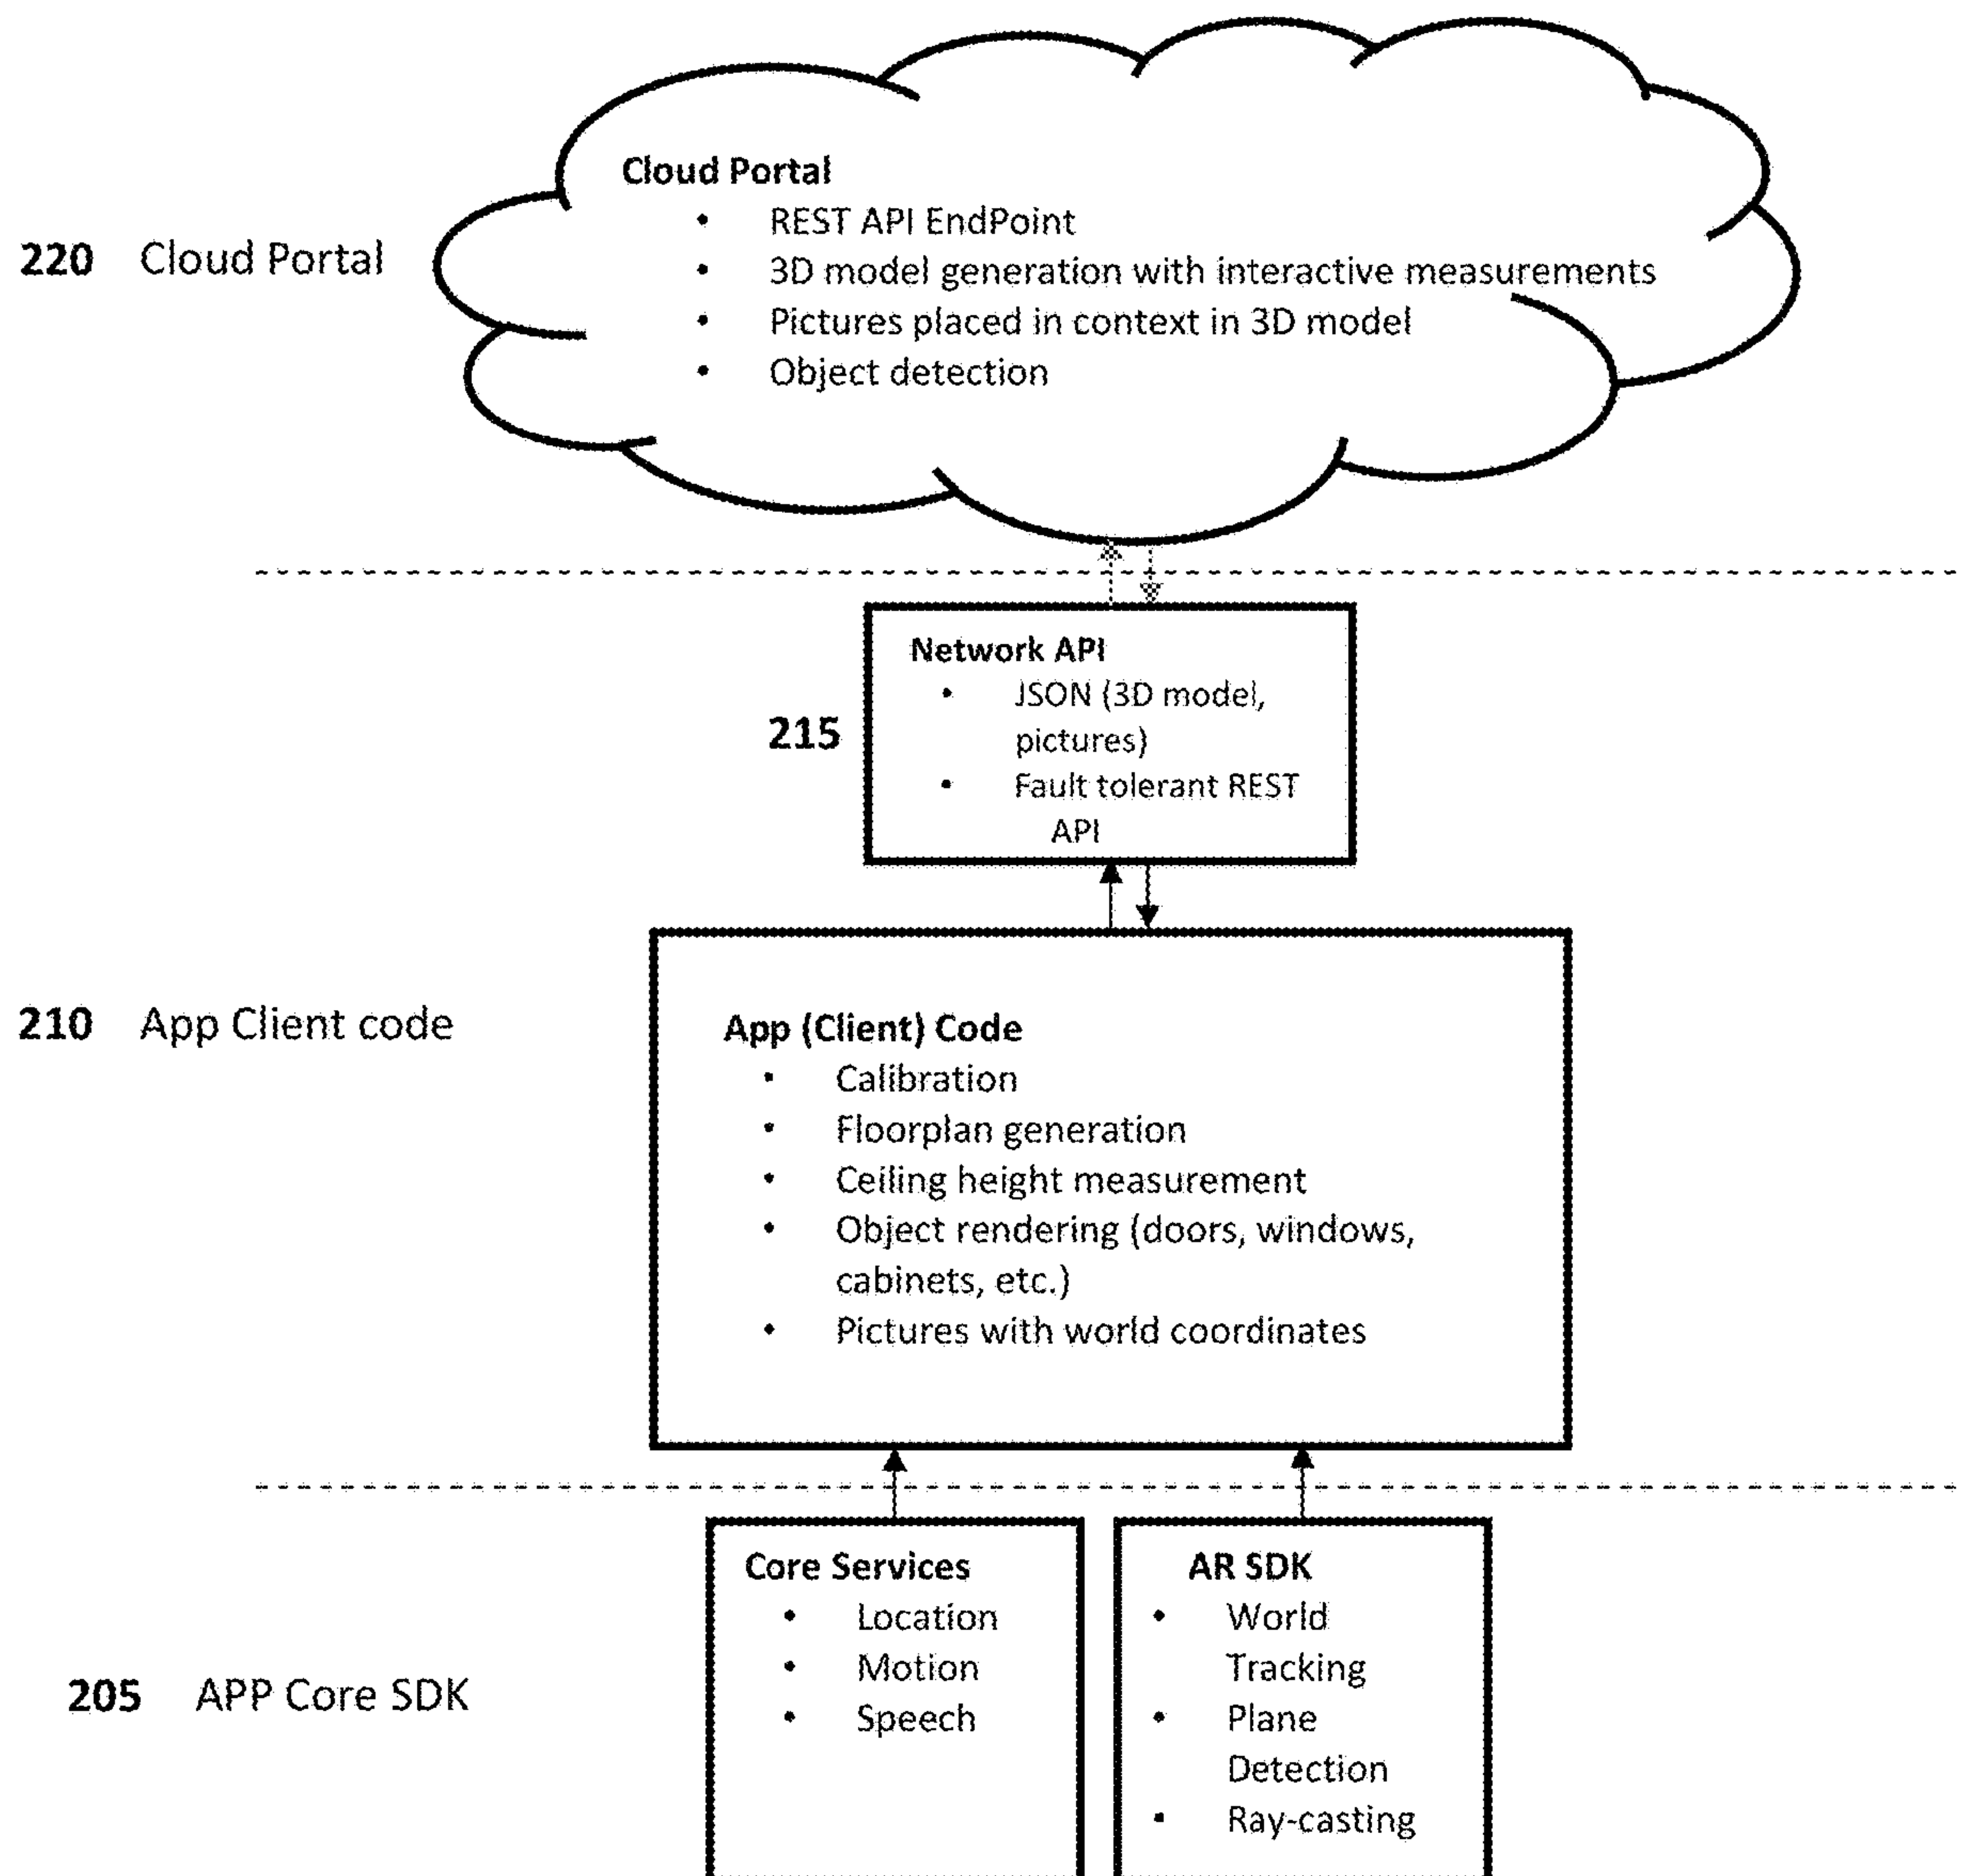 Cloud Portal
• REST API EndPoint
220 Cloud Portal
• 3D model generation with interactive measurements
• Pictures placed in context in 3D model
• Object detection
Network API
• JSON (3D model,
pictures)
215
• Fault tolerant REST
API
210 App Client code
App (Client) Code
• Calibration
• Floorplan generation
• Ceiling height measurement
• Object rendering (doors, windows,
cabinets, etc.)
• Pictures with world coordinates
205 APP Core SDK
Core Services
• Location
• Motion
• Speech
AR SDK
• World
Tracking
• Plane
Detection
• Ray-casting